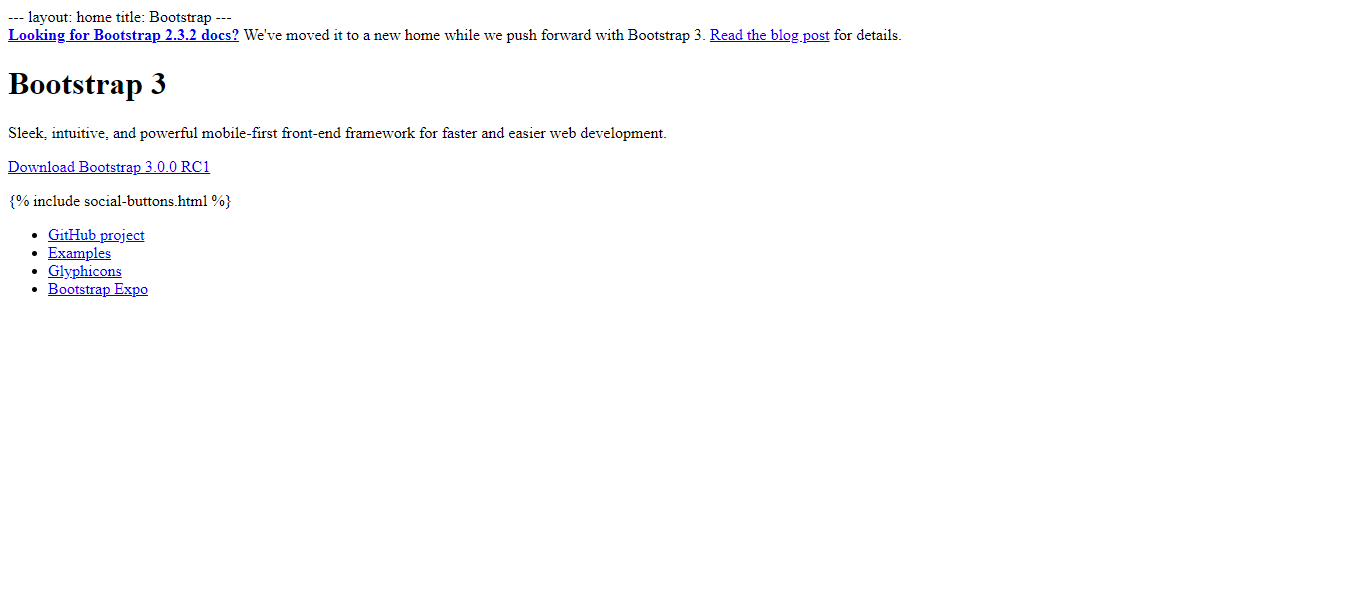 --- layout: home title: Bootstrap ---
Looking for Bootstrap 2.3.2 docs? We've moved it to a new home while we push forward with Bootstrap 3. Read the blog post for details.
Bootstrap 3
Sleek, intuitive, and powerful mobile-first front-end framework for faster and easier web development.
Download Bootstrap 3.0.0 RC1
{% include social-buttons.html %}
• GitHub project
• Examples
• Glyphicons
• Bootstrap Expo